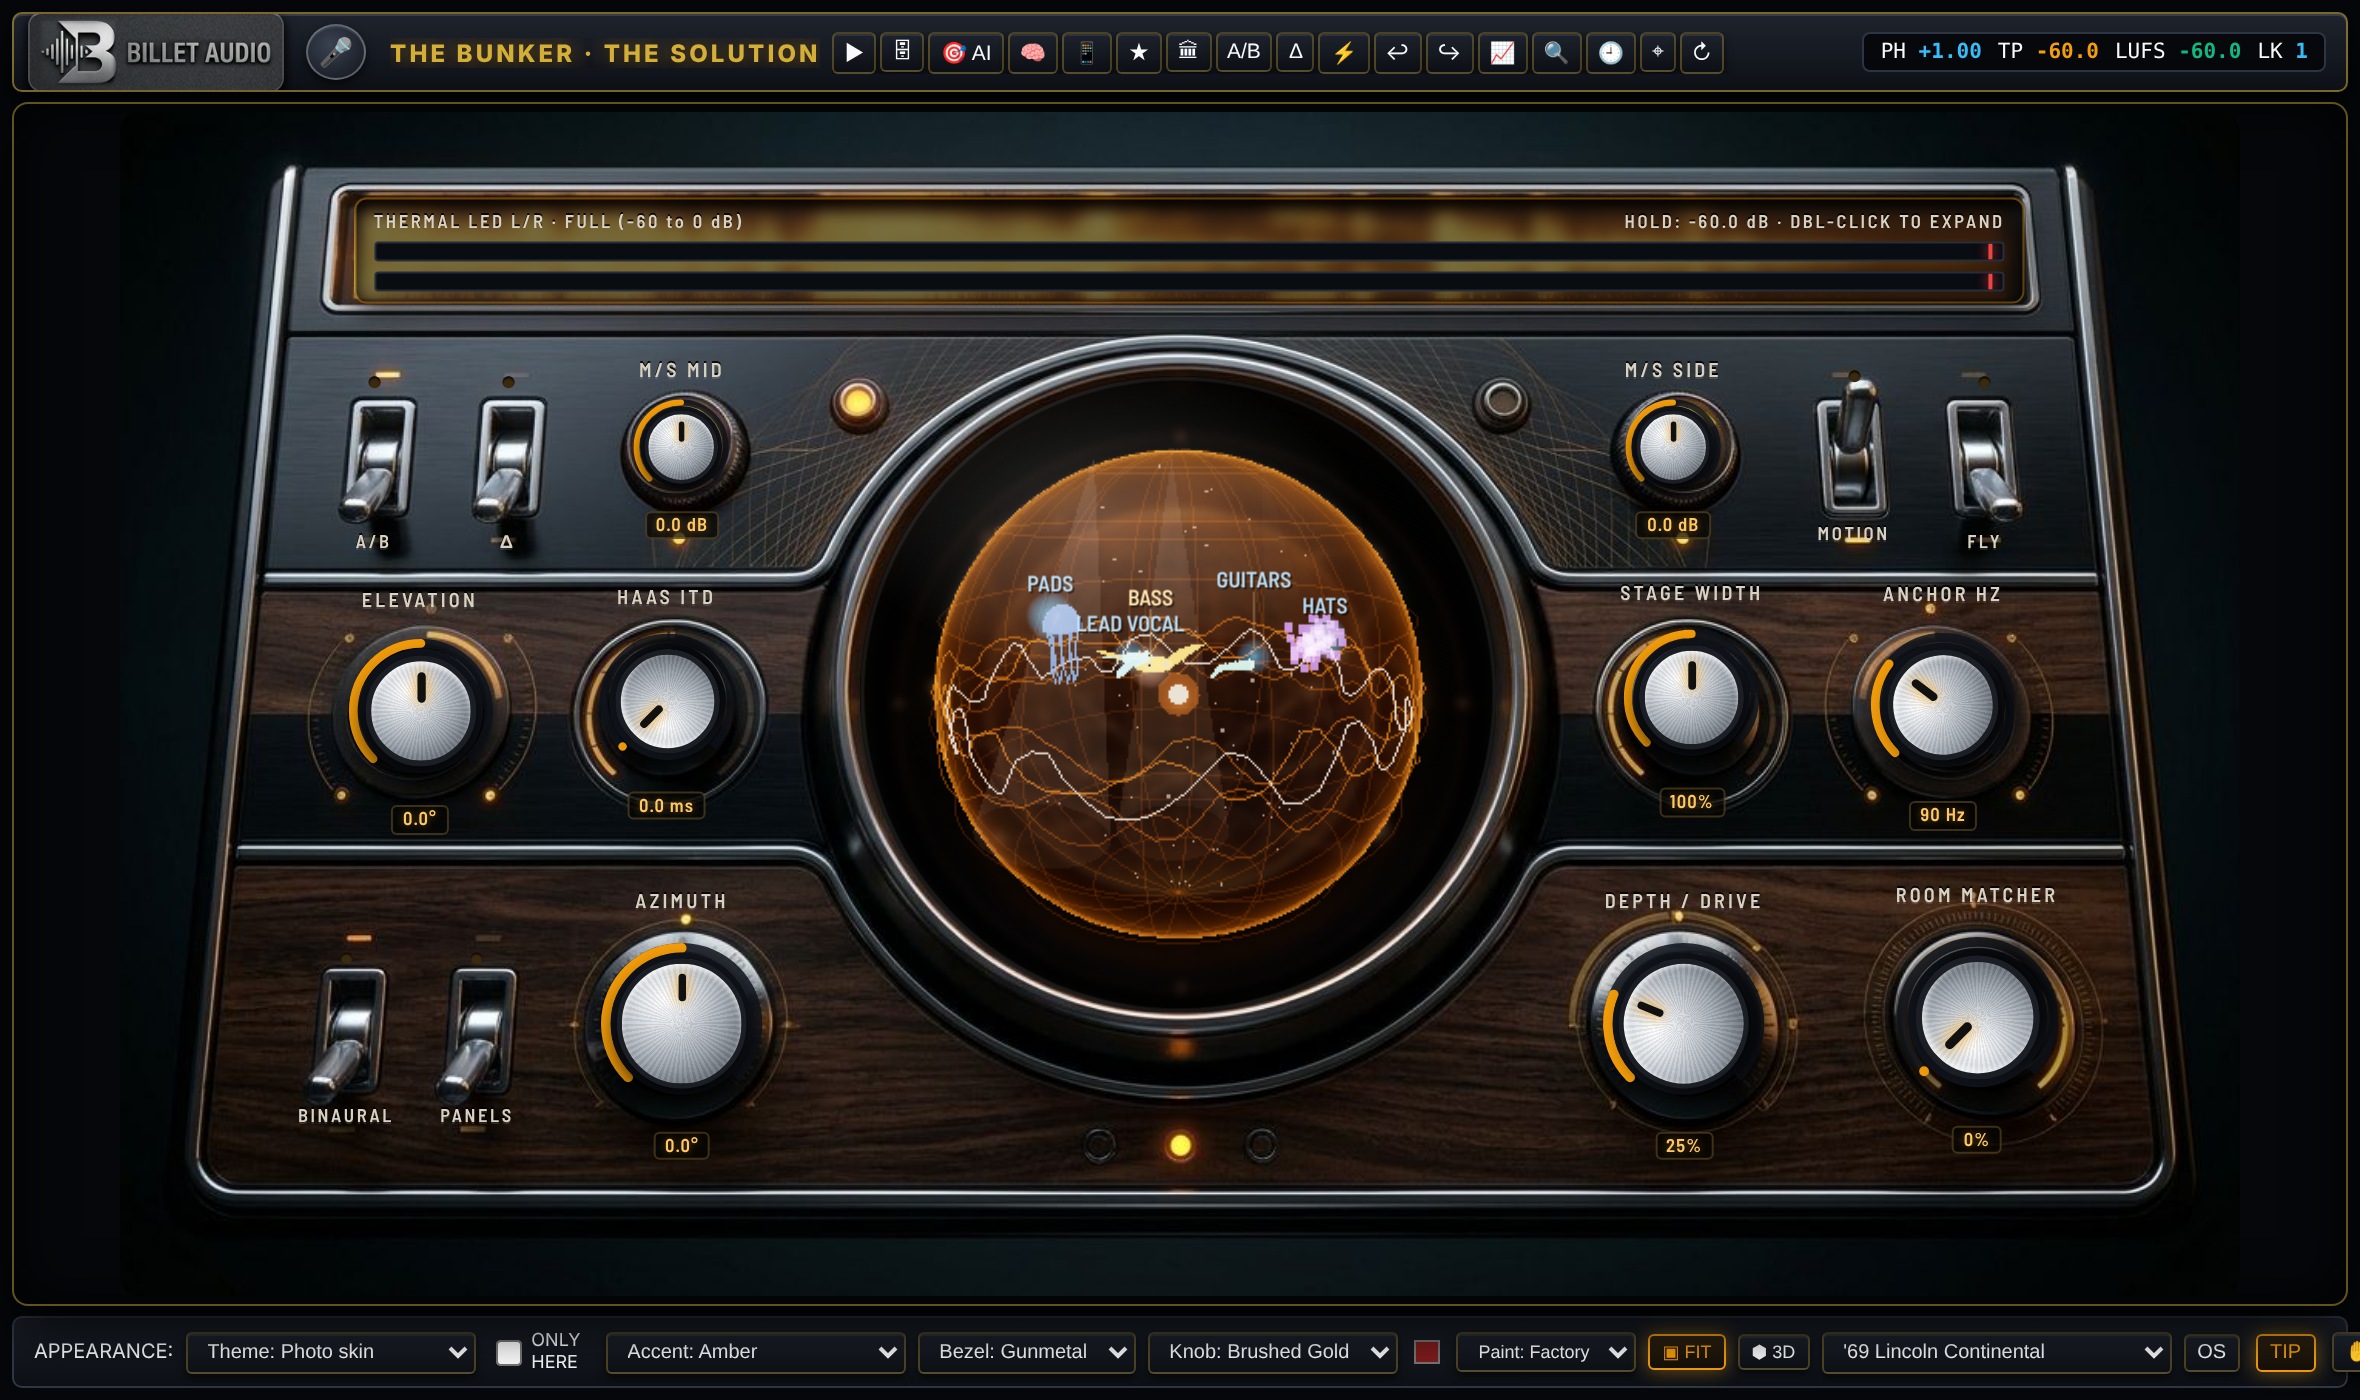 BILLET AUDIO
THE BUNKER · THE SOLUTION
AI
A/B
Δ
PH +1.00 TP -60.0 LUFS -60.0 LK 1
THERMAL LED L/R · FULL (-60 to 0 dB)
HOLD: -60.0 dB · DBL-CLICK TO EXPAND
A/B
Δ
M/S MID
0.0 dB
M/S SIDE
0.0 dB
MOTION
FLY
ELEVATION
0.0°
HAAS ITD
0.0 ms
PADS
BASS
LEAD VOCAL
GUITARS
HATS
STAGE WIDTH
100%
ANCHOR HZ
90 Hz
BINAURAL
PANELS
AZIMUTH
0.0°
DEPTH / DRIVE
25%
ROOM MATCHER
0%
APPEARANCE:
Theme: Photo skin
ONLY
HERE
Accent: Amber
Bezel: Gunmetal
Knob: Brushed Gold
Paint: Factory
FIT
3D
'69 Lincoln Continental
OS
TIP